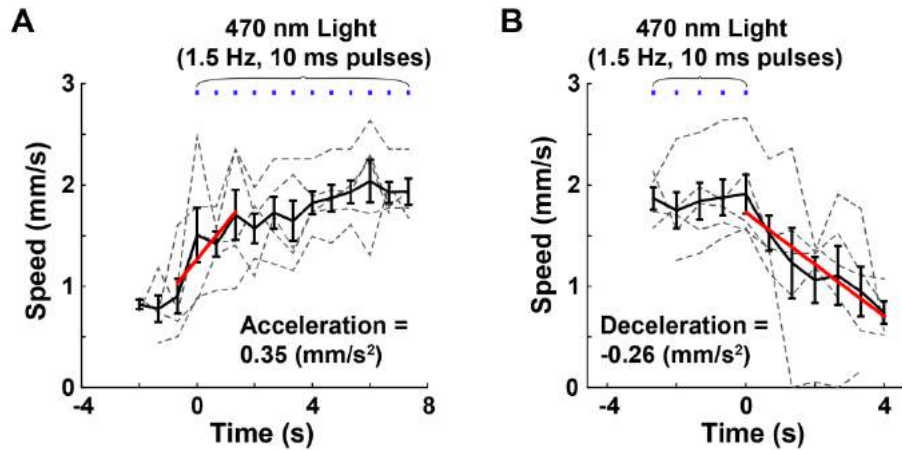 A
470 nm Light
(1.5 Hz, 10 ms pulses)
3
2
1
0
Speed (mm/s)
Acceleration =
0.35 (mm/s²)
-4
0
4
8
Time (s)
B
470 nm Light
(1.5 Hz, 10 ms pulses)
3
2
1
0
Speed (mm/s)
Deceleration =
-0.26 (mm/s²)
-4
0
4
Time (s)